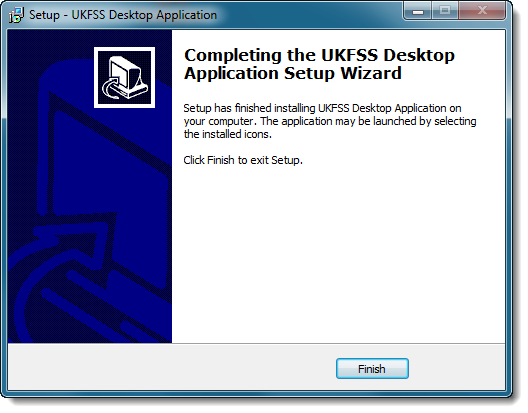 Setup - UKFSS Desktop Application
Completing the UKFSS Desktop
Application Setup Wizard
Setup has finished installing UKFSS Desktop Application on
your computer. The application may be launched by selecting
the installed icons.
Click Finish to exit Setup.
Finish